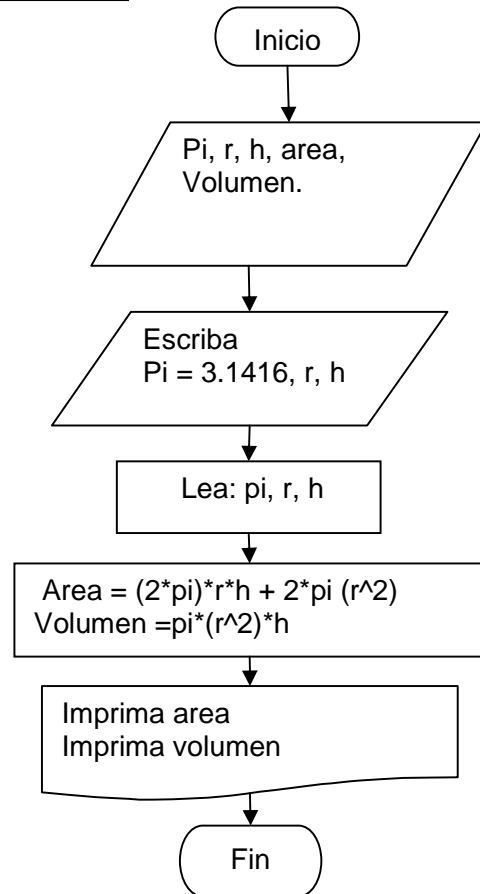 Inicio
Pi, r, h, area,
Volumen.
Escriba
Pi = 3.1416, r, h
Lea: pi, r, h
Area = (2*pi)*r*h + 2*pi (r^2)
Volumen =pi*(r^2)*h
Imprima area
Imprima volumen
Fin